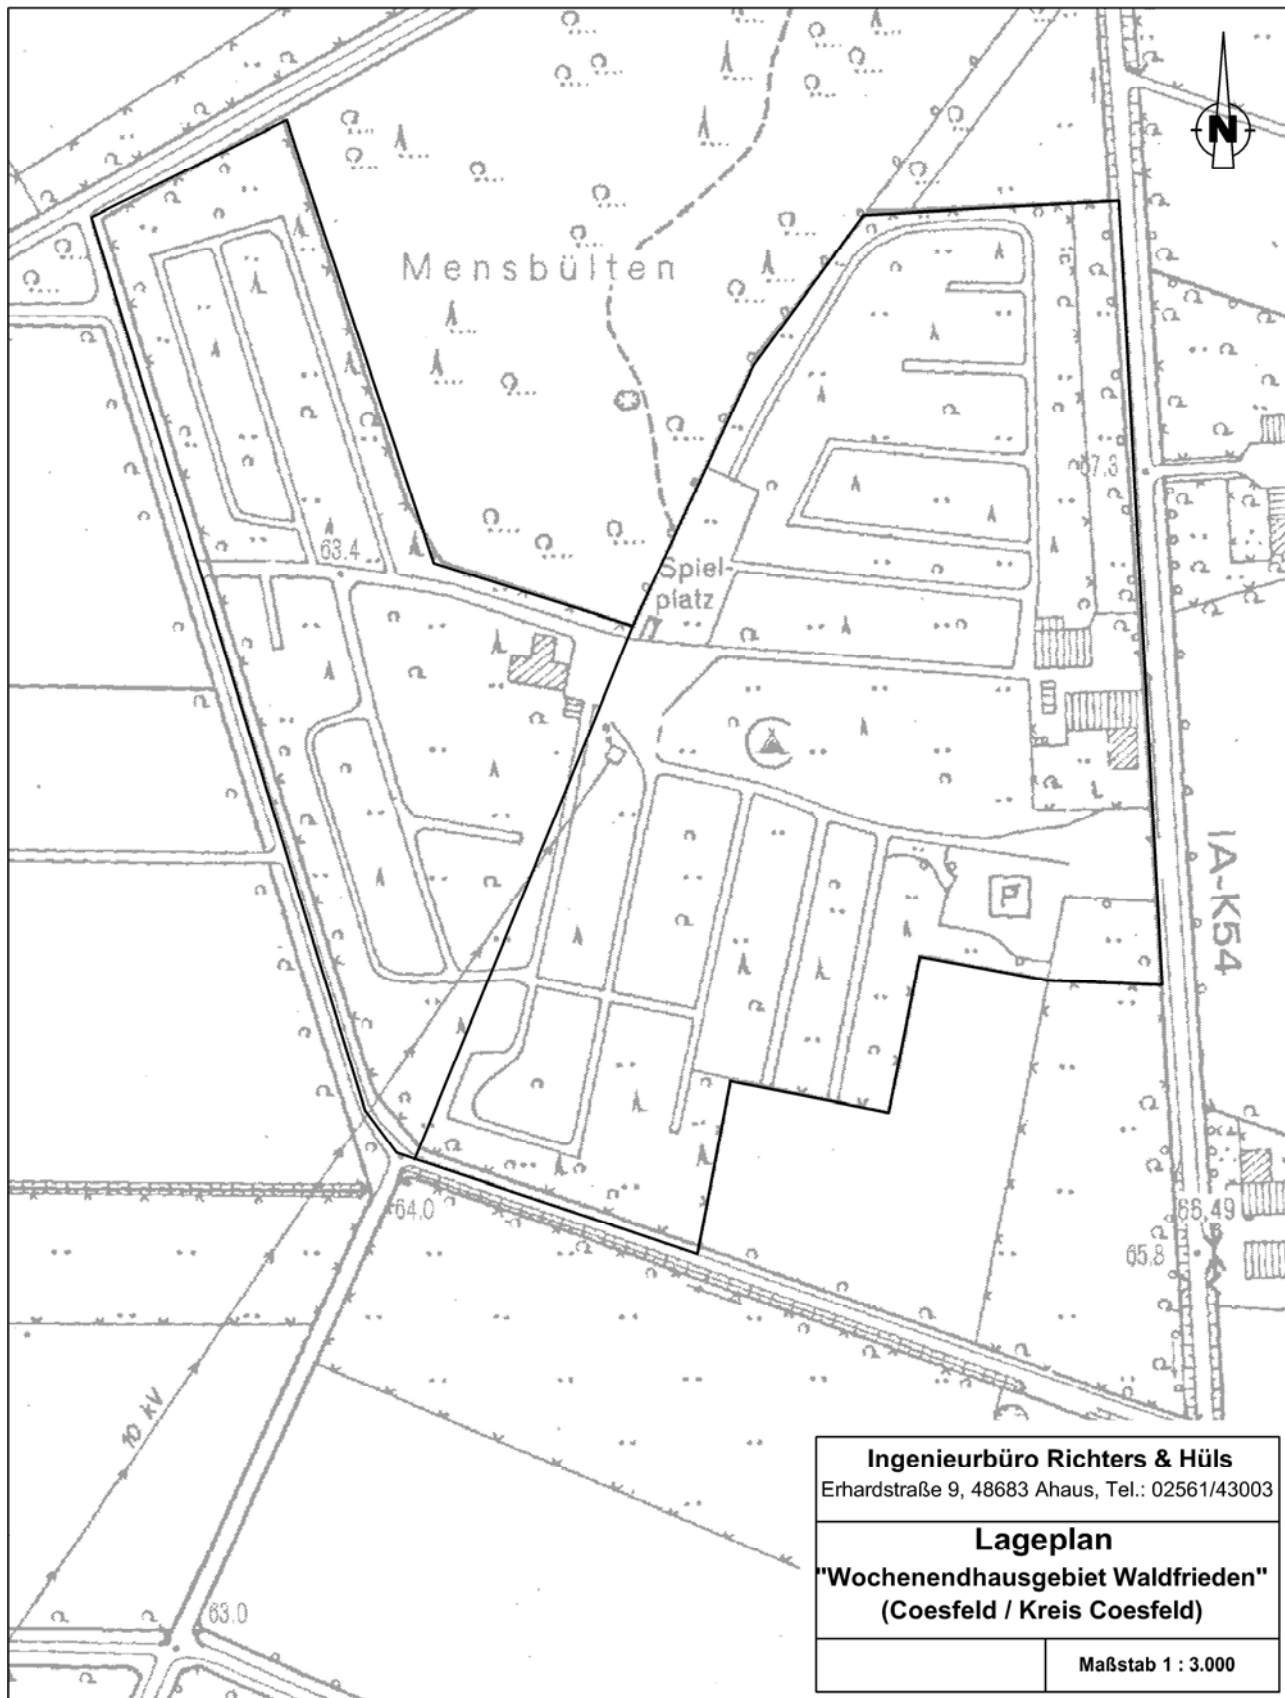 N
Mensbülten
67.3
63.4
Spiel-
platz
P
IA-K54
64.0
66.49
65.8
10 KV
63.0
Ingenieurbüro Richters & Hüls
Erhardstraße 9, 48683 Ahaus, Tel.: 02561/43003
Lageplan
"Wochenendhausgebiet Waldfrieden"
(Coesfeld / Kreis Coesfeld)
Maßstab 1 : 3.000